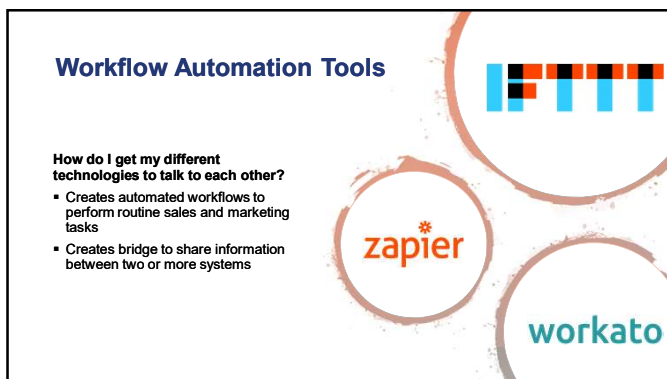 Workflow Automation Tools
IFTTT
How do I get my different
technologies to talk to each other?
▪ Creates automated workflows to
perform routine sales and marketing
tasks
▪ Creates bridge to share information
between two or more systems
zapier
workato